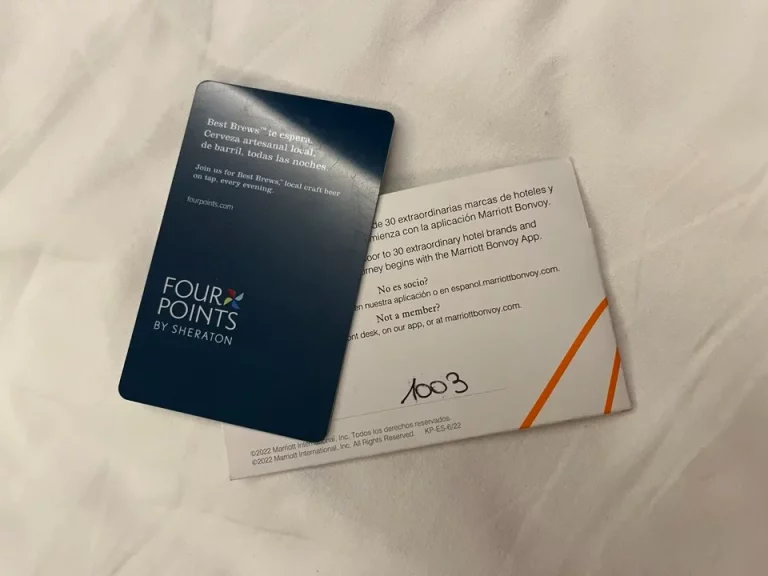 Best Brews™ te espera.
Cerveza artesanal local,
de barril, todas las noches.
Join us for Best Brews,™ local craft beer
on tap, every evening.
fourpoints.com
FOUR
POINTS
BY SHERATON
de 30 extraordinarias marcas de hoteles y
mienza con la aplicación Marriott Bonvoy.
oor to 30 extraordinary hotel brands and
rney begins with the Marriott Bonvoy App.
No es socio?
en nuestra aplicación o en espanol.marriottbonvoy.com.
Not a member?
nt desk, on our app, or at marriottbonvoy.com.
1003
©2022 Marriott International, Inc. Todos los derechos reservados.
©2022 Marriott International, Inc. All Rights Reserved. KP-ES-6/22